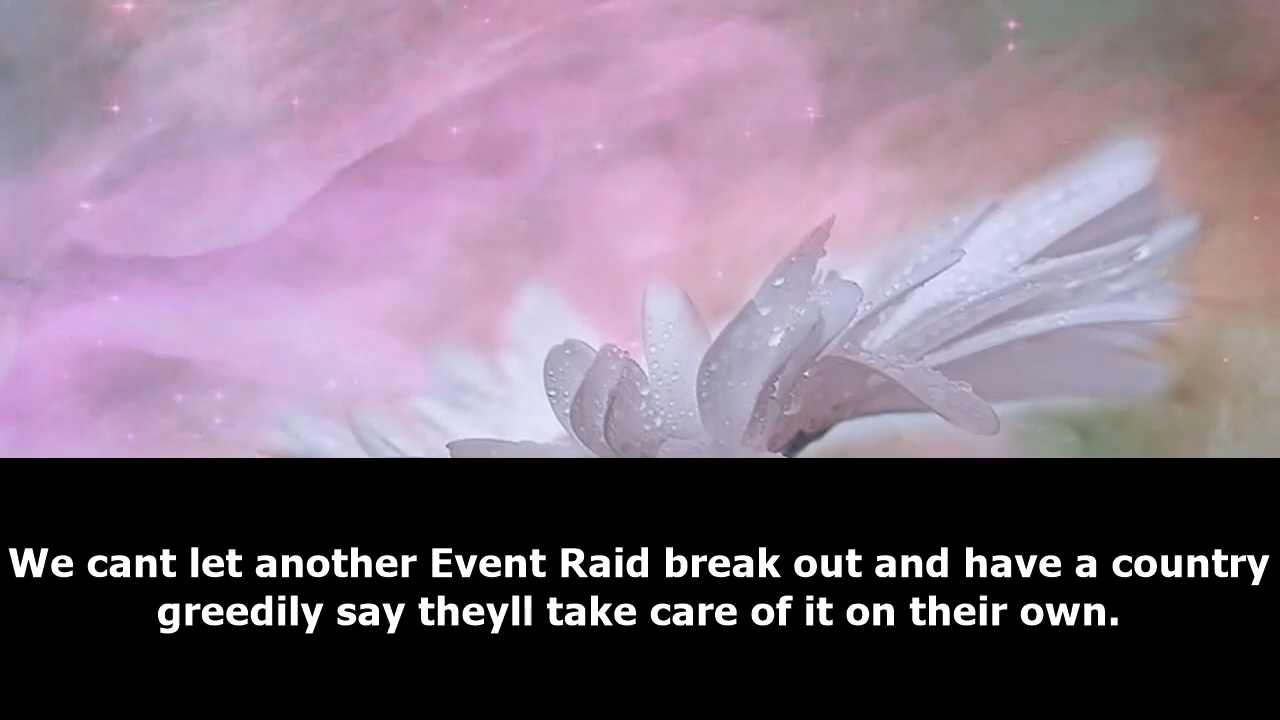 We cant let another Event Raid break out and have a country
greedily say theyll take care of it on their own.